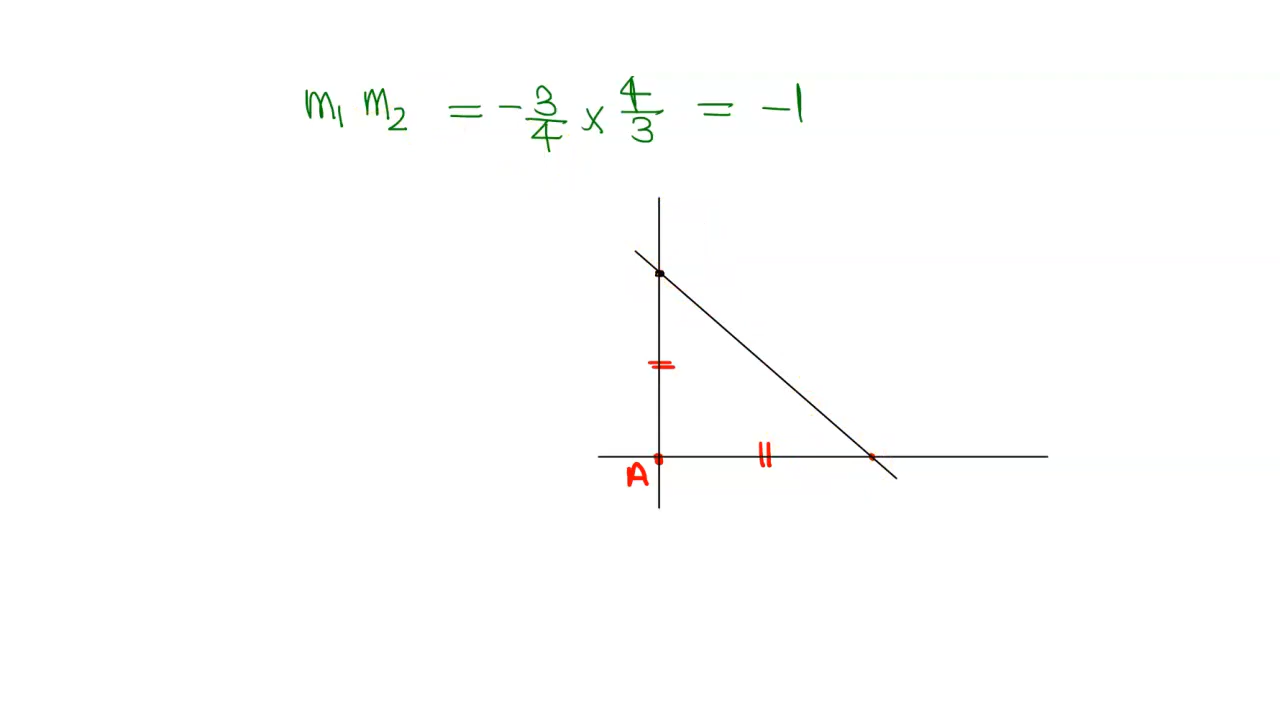 m₁ m₂ = -3/4 × 4/3 = -1
A